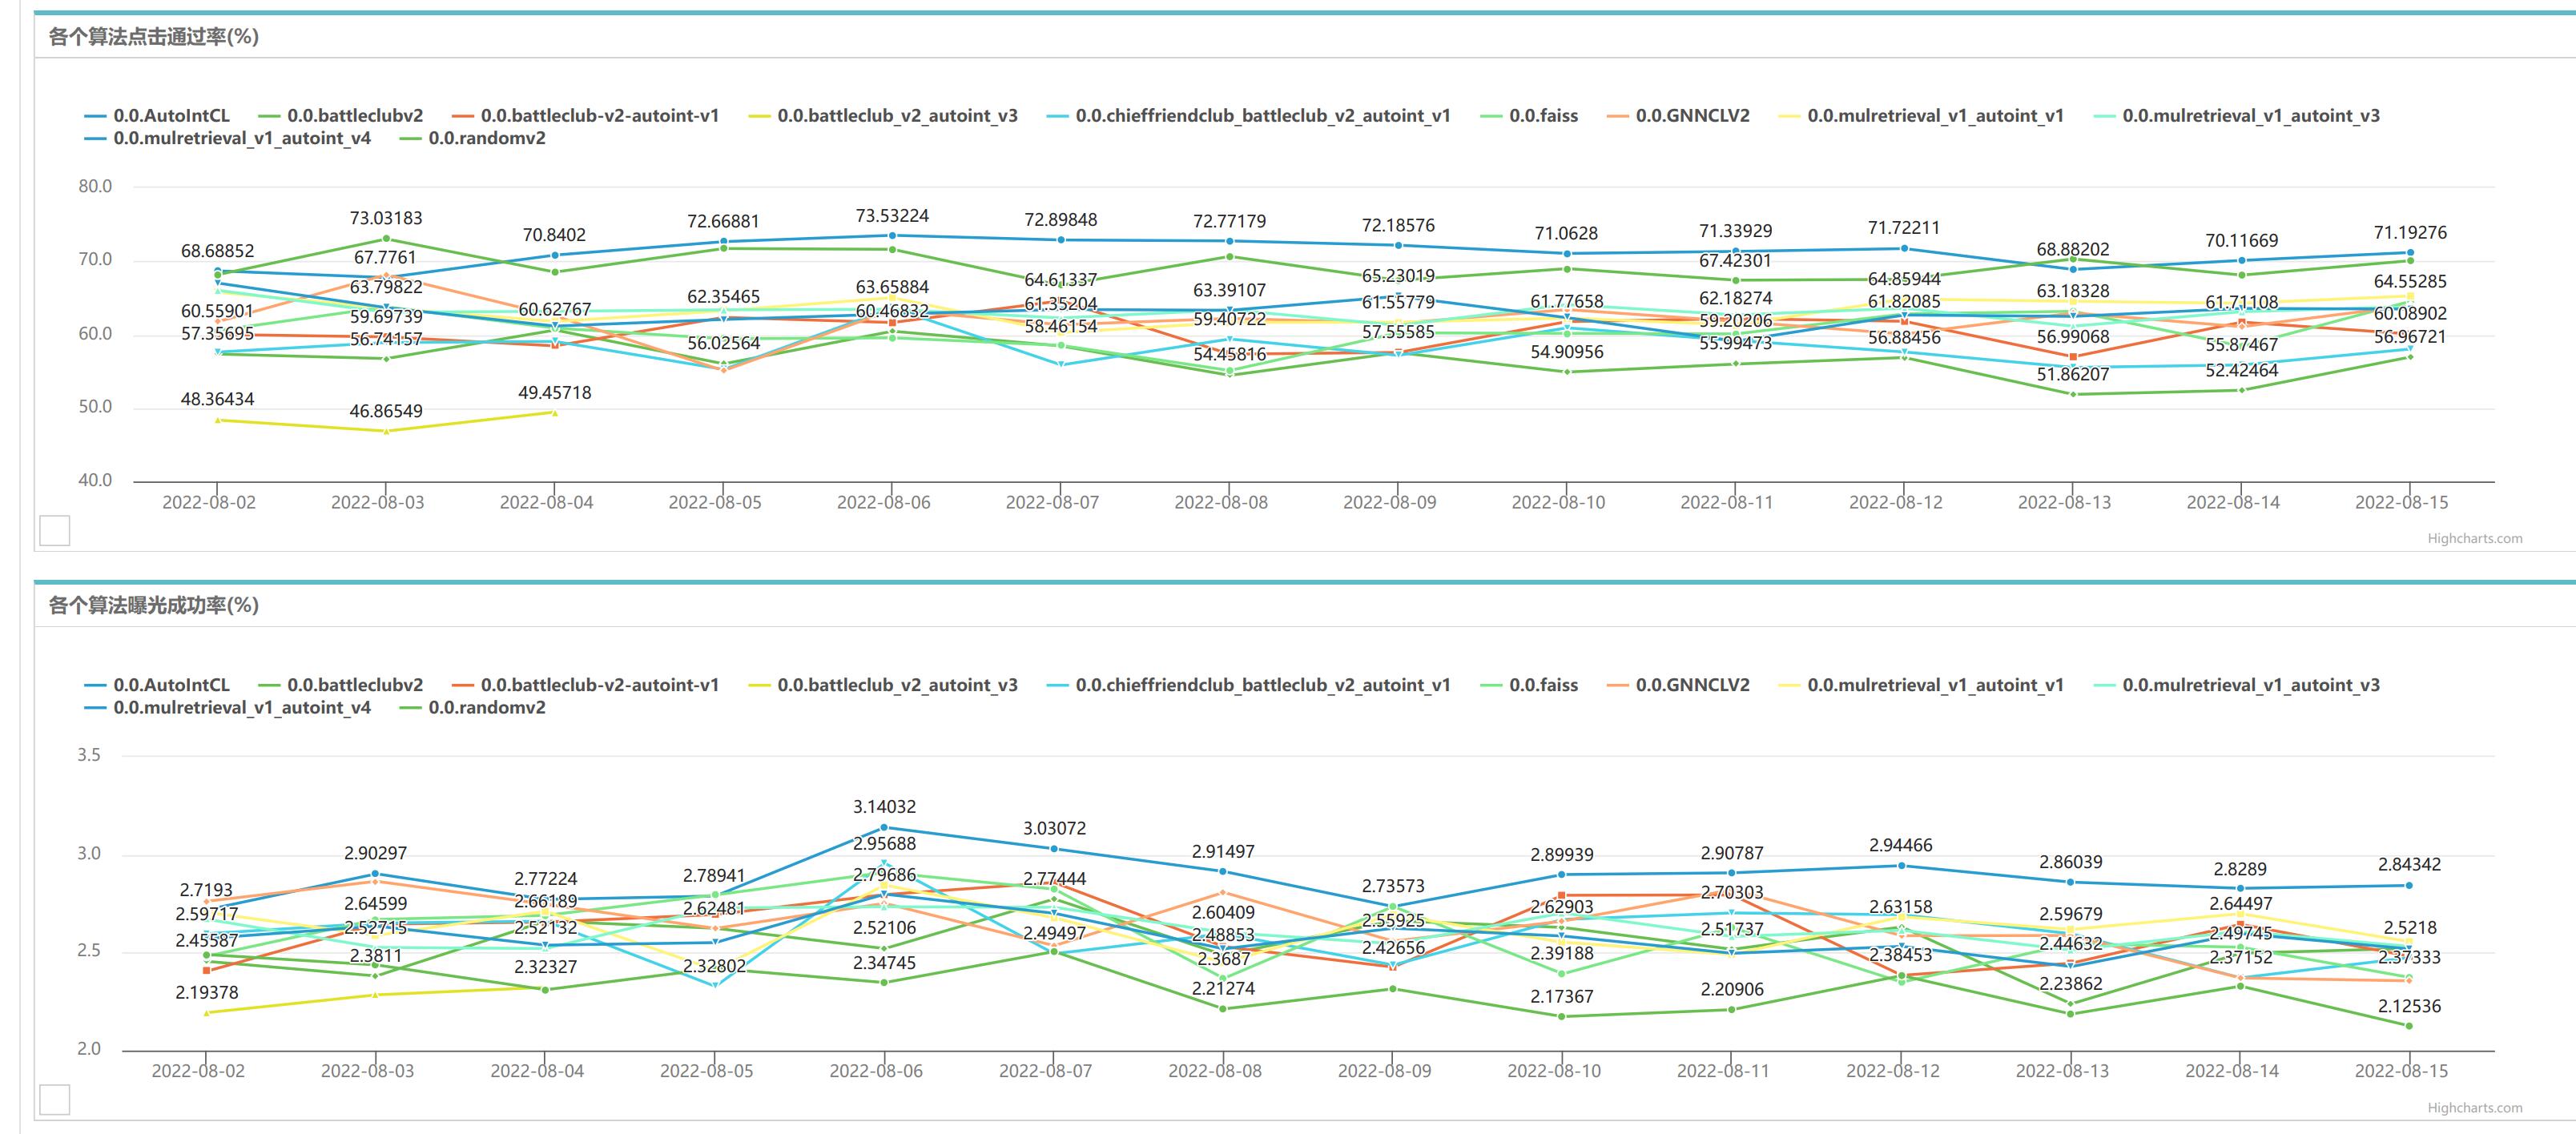 各个算法点击通过率(%)
0.0.AutoIntCL 0.0.battleclubv2 0.0.battleclub-v2-autoint-v1 0.0.battleclub_v2_autoint_v3 0.0.chieffriendclub_battleclub_v2_autoint_v1 0.0.faiss 0.0.GNNCLV2 0.0.mulretrieval_v1_autoint_v1 0.0.mulretrieval_v1_autoint_v3
0.0.mulretrieval_v1_autoint_v4 0.0.randomv2
80.0
73.03183 70.8402 72.66881 73.53224 72.89848 72.77179 72.18576 71.0628 71.33929 71.72211 68.88202 70.11669 71.19276
68.68852 67.7761 67.42301
70.0
63.79822 62.35465 63.65884 64.61337 63.39107 65.23019 61.77658 62.18274 64.85944 63.18328 61.71108 64.55285
60.55901 59.69739 60.62767 60.46832 61.35204 59.40722 61.55779 59.20206 61.82085 60.08902
60.0
57.35695 56.74157 56.02564 58.46154 54.45816 57.55585 54.90956 55.99473 56.88456 56.99068 55.87467 56.96721
51.86207 52.42464
48.36434 46.86549 49.45718
50.0
40.0
2022-08-02 2022-08-03 2022-08-04 2022-08-05 2022-08-06 2022-08-07 2022-08-08 2022-08-09 2022-08-10 2022-08-11 2022-08-12 2022-08-13 2022-08-14 2022-08-15
Highcharts.com
各个算法曝光成功率(%)
0.0.AutoIntCL 0.0.battleclubv2 0.0.battleclub-v2-autoint-v1 0.0.battleclub_v2_autoint_v3 0.0.chieffriendclub_battleclub_v2_autoint_v1 0.0.faiss 0.0.GNNCLV2 0.0.mulretrieval_v1_autoint_v1 0.0.mulretrieval_v1_autoint_v3
0.0.mulretrieval_v1_autoint_v4 0.0.randomv2
3.5
3.14032 3.03072
3.0
2.90297 2.95688 2.91497 2.89939 2.90787 2.94466 2.86039 2.8289 2.84342
2.7193 2.77224 2.78941 2.79686 2.77444 2.73573 2.70303
2.59717 2.64599 2.66189 2.62481 2.60409 2.55925 2.62903 2.63158 2.59679 2.64497 2.5218
2.45587 2.52715 2.52132 2.52106 2.49497 2.48853 2.42656 2.51737 2.44632 2.49745
2.5
2.3811 2.32327 2.32802 2.34745 2.3687 2.39188 2.38453 2.37152 2.37333
2.19378 2.21274 2.17367 2.20906 2.23862 2.12536
2.0
2022-08-02 2022-08-03 2022-08-04 2022-08-05 2022-08-06 2022-08-07 2022-08-08 2022-08-09 2022-08-10 2022-08-11 2022-08-12 2022-08-13 2022-08-14 2022-08-15
Highcharts.com